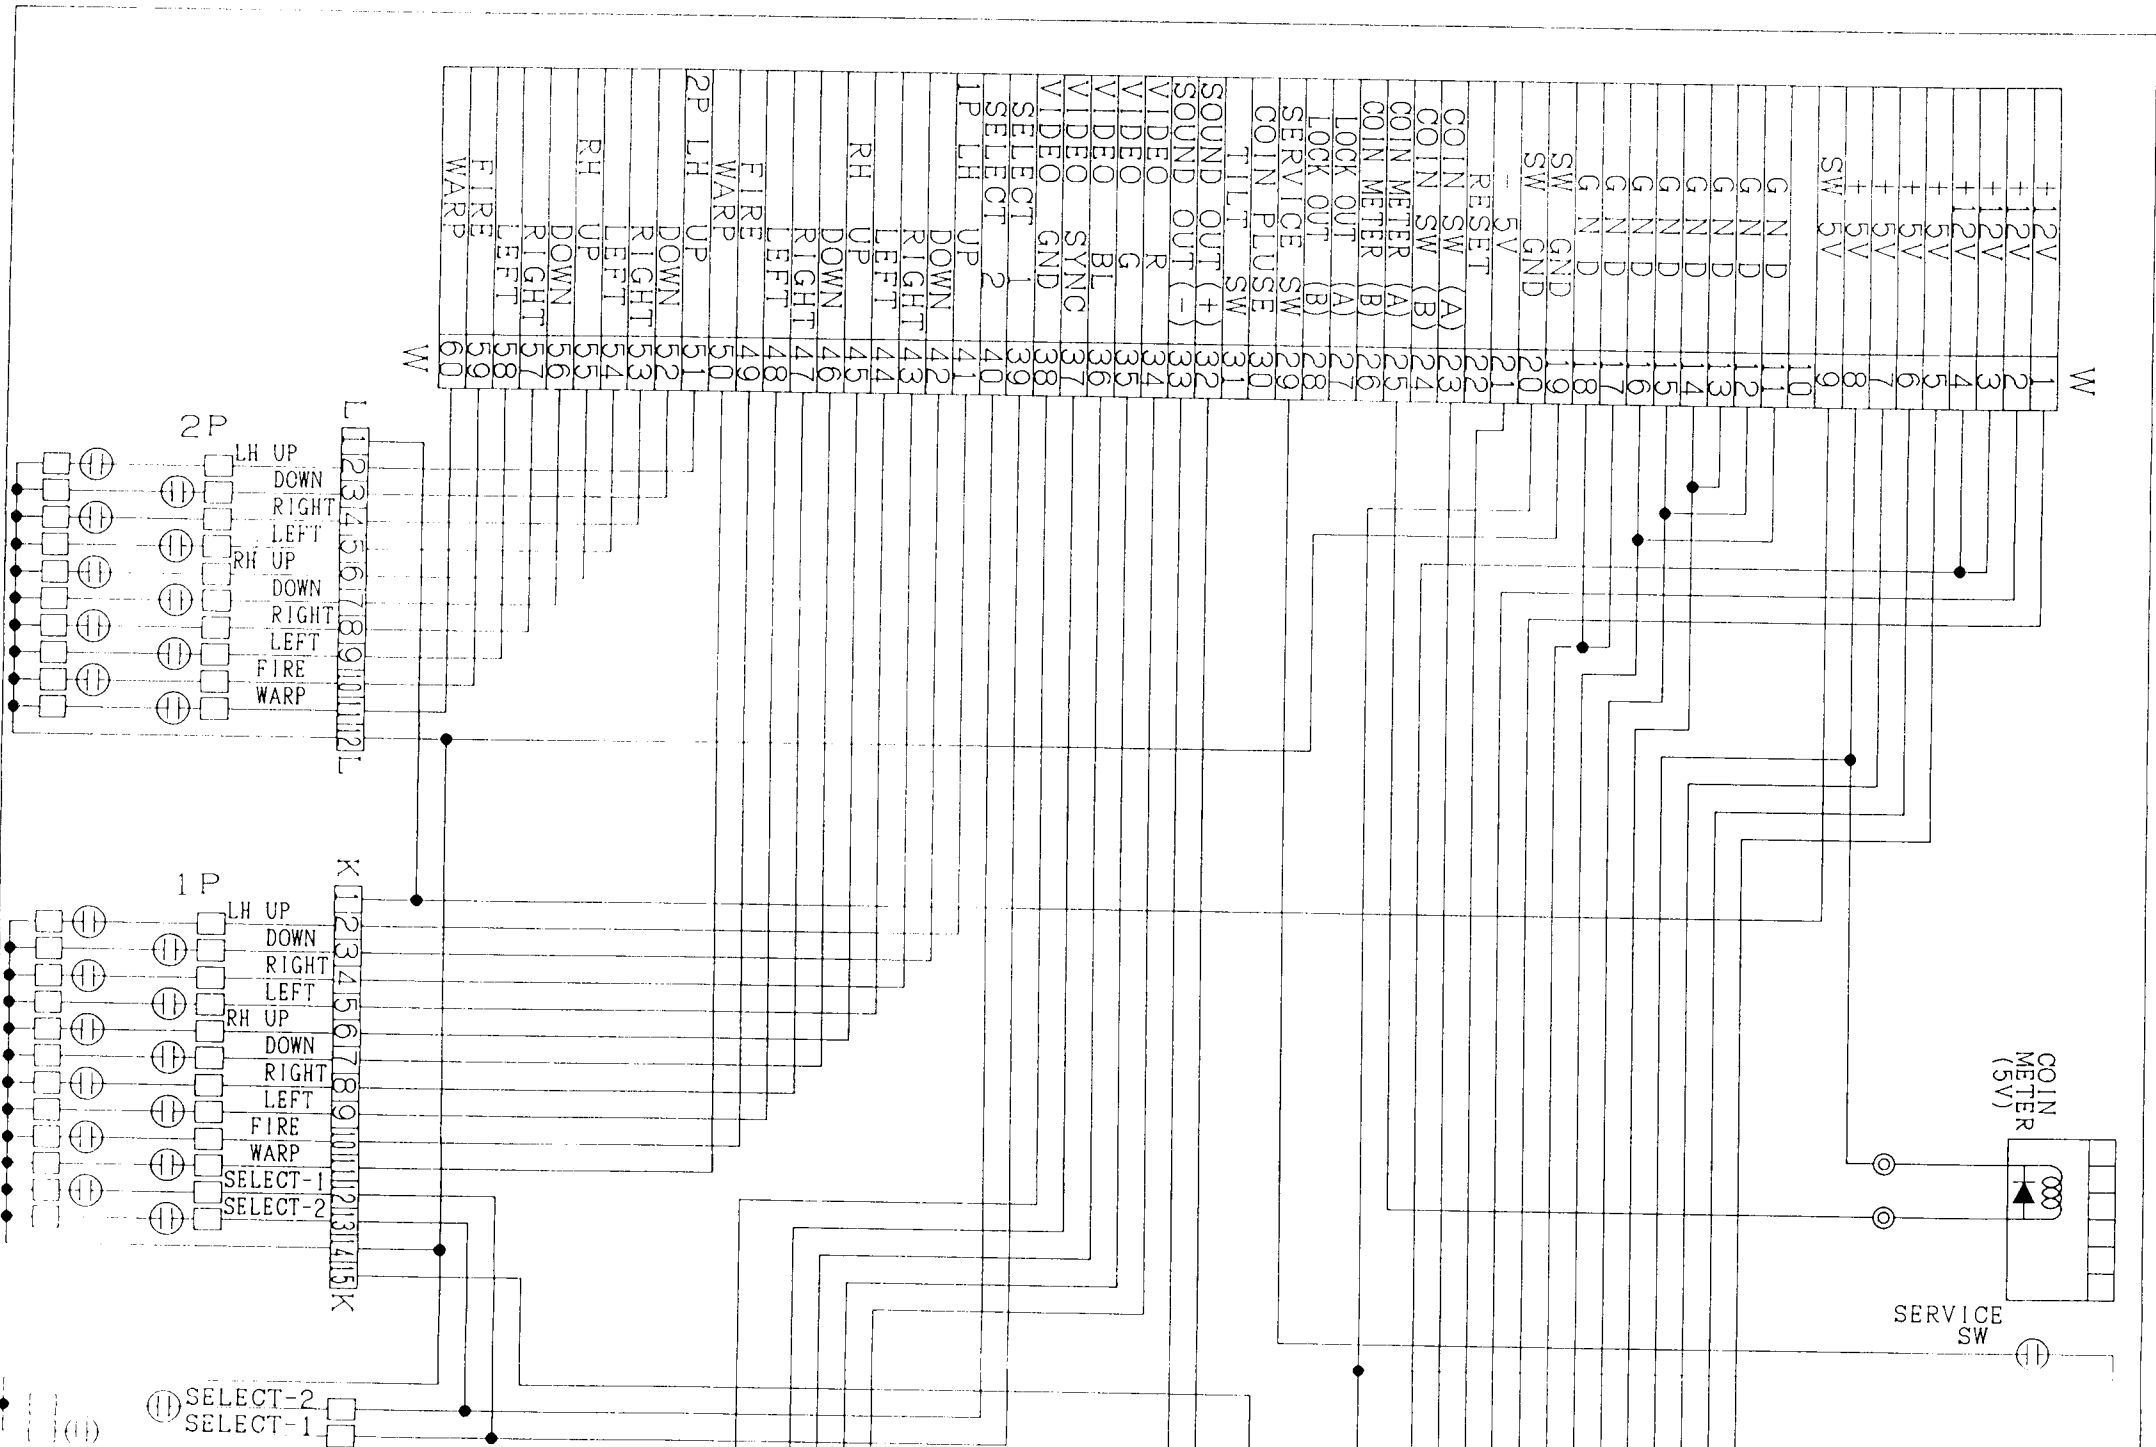 W
1 +12V
2 +12V
3 +12V
4 +12V
5 + 5V
6 + 5V
7 + 5V
8 + 5V
9 SW 5V
10
11 G N D
12 G N D
13 G N D
14 G N D
15 G N D
16 G N D
17 G N D
18 G N D
19 SW GND
20 SW GND
21 - 5V
22 RESET
23 COIN SW (A)
24 COIN SW (B)
25 COIN METER (A)
26 COIN METER (B)
27 LOCK OUT (A)
28 LOCK OUT (B)
29 SERVICE SW
30 COIN PLUSE
31 TILT SW
32 SOUND OUT(+)
33 SOUND OUT(-)
34 VIDEO R
35 VIDEO G
36 VIDEO BL
37 VIDEO SYNC
38 VIDEO GND
39 SELECT 1
40 SELECT 2
41 1P LH UP
42 DOWN
43 RIGHT
44 LEFT
45 RH UP
46 DOWN
47 RIGHT
48 LEFT
49 FIRE
50 WARP
51 2P LH UP
52 DOWN
53 RIGHT
54 LEFT
55 RH UP
56 DOWN
57 RIGHT
58 LEFT
59 FIRE
60 WARP
W
2P
L
1
LH UP 2
DOWN 3
RIGHT 4
LEFT 5
RH UP 6
DOWN 7
RIGHT 8
LEFT 9
FIRE 10
WARP 11
12
L
1P
K
1
LH UP 2
DOWN 3
RIGHT 4
LEFT 5
RH UP 6
DOWN 7
RIGHT 8
LEFT 9
FIRE 10
WARP 11
SELECT-1 12
SELECT-2 13
14
15
K
SELECT-2
SELECT-1
COIN
METER
(5V)
SERVICE
SW